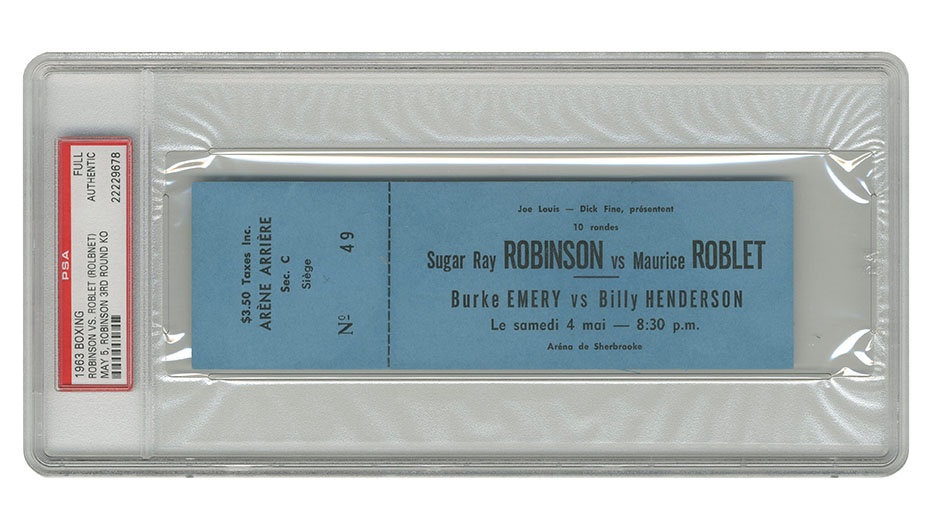 PSA
1963 BOXING
ROBINSON VS. ROBLET (ROLBNET)
MAY 5, ROBINSON 3RD ROUND KO
FULL
AUTHENTIC
22229678
$3.50 Taxes Inc.
ARÈNE ARRIÈRE
Sec. C
Siège
Nº 49
Joe Louis — Dick Fine, présentent
10 rondes
Sugar Ray ROBINSON vs Maurice ROBLET
Burke EMERY vs Billy HENDERSON
Le samedi 4 mai — 8:30 p.m.
Aréna de Sherbrooke